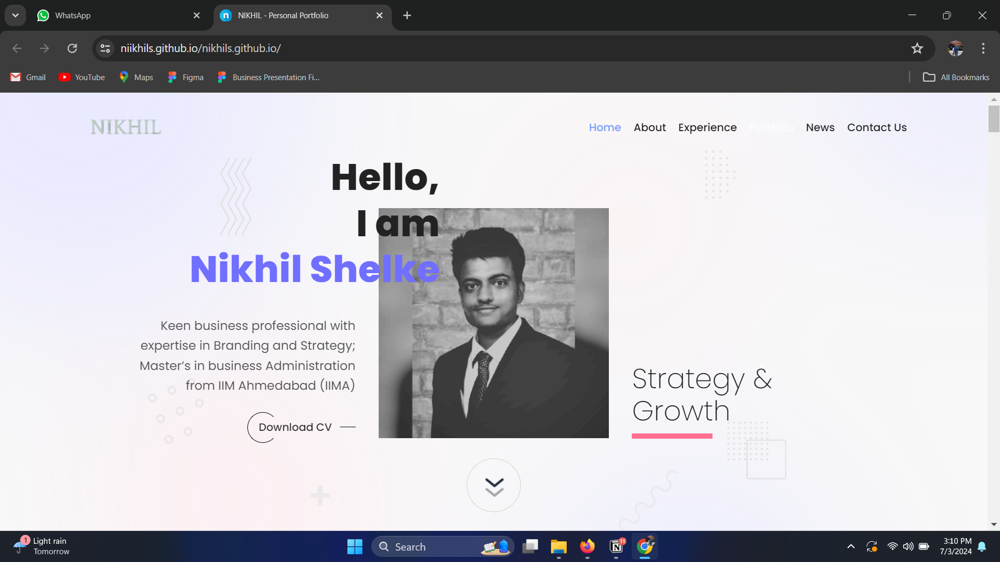 WhatsApp
n
NIKHIL - Personal Portfolio
niikhils.github.io/nikhils.github.io/
Gmail
YouTube
Maps
Figma
Business Presentation Fi...
All Bookmarks
NIKHIL
Home
About
Experience
Portfolio
News
Contact Us
Hello,
I am
Nikhil Shelke
Keen business professional with
expertise in Branding and Strategy;
Master’s in business Administration
from IIM Ahmedabad (IIMA)
Download CV
Strategy &
Growth
1
Light rain
Tomorrow
Search
N
11
3:10 PM
7/3/2024